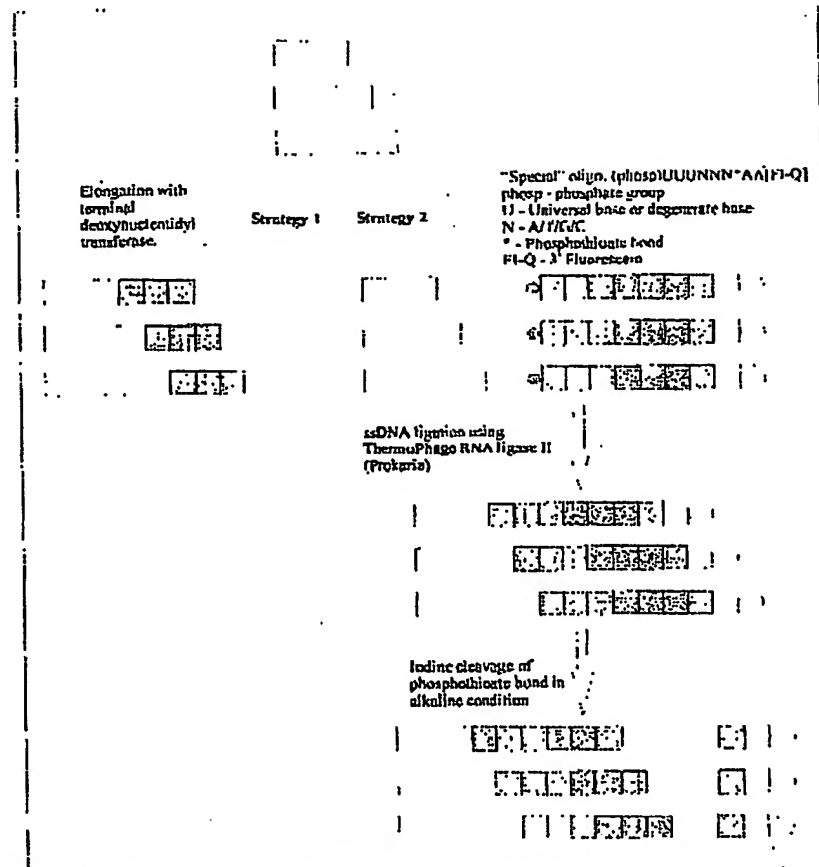 Elongation with
terminal
deoxynucleotidyl
transferase.
Strategy 1
Strategy 2
"Special" oligo. (phosp)UUUNNN*AA[Fl-Q]
phosp - phosphate group
U - Universal base or degenerate base
N - A/T/G/C
* - Phosphothioate bond
Fl-Q - 3' Fluorescein
ssDNA ligation using
ThermoPhage RNA ligase II
(Prokaria)
Iodine cleavage of
phosphothioate bond in
alkaline condition